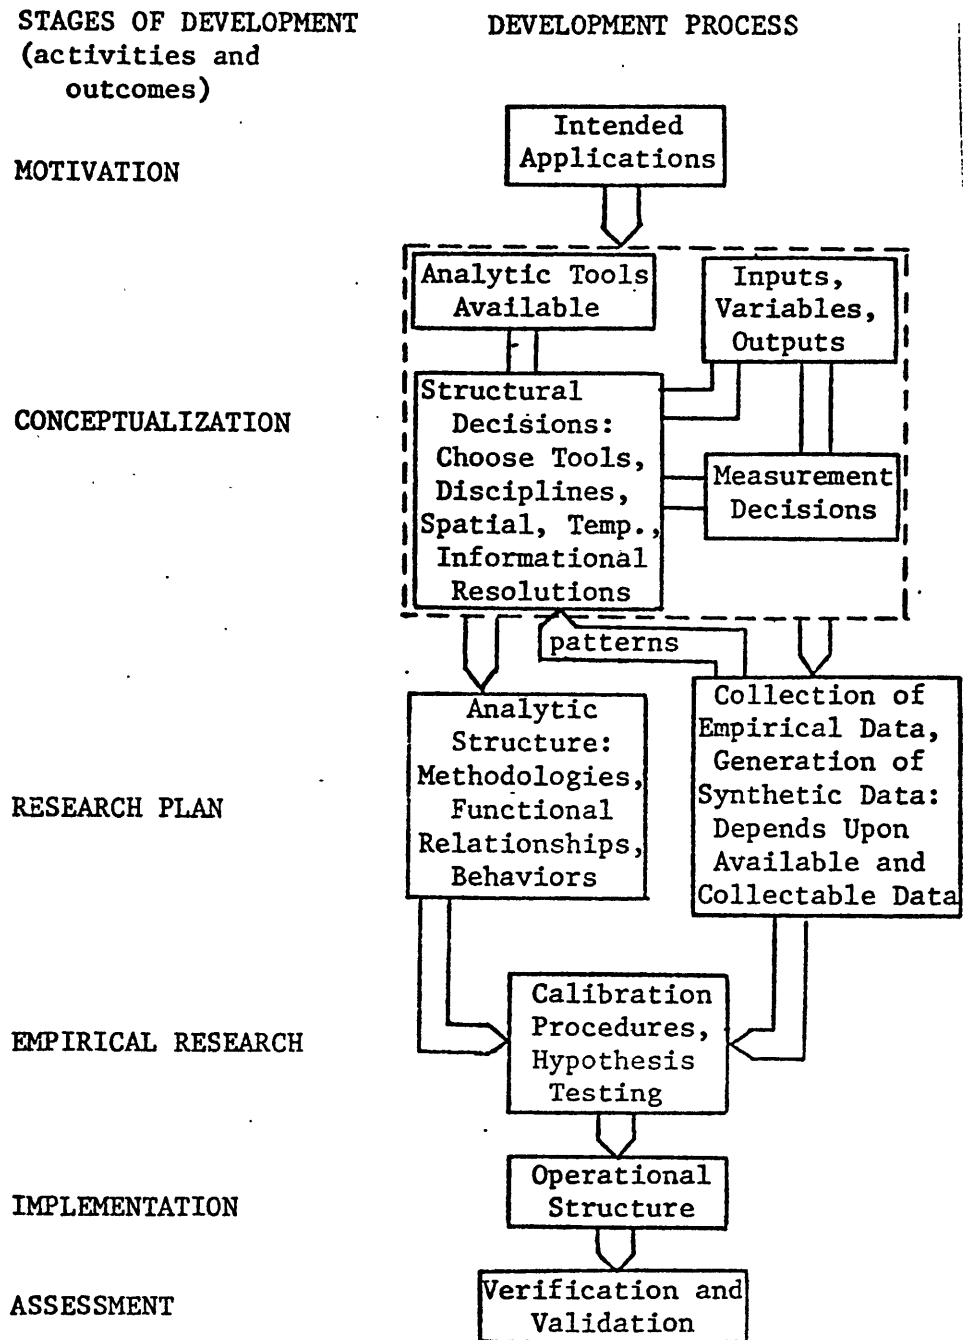 STAGES OF DEVELOPMENT
(activities and
outcomes)
DEVELOPMENT PROCESS
MOTIVATION
Intended
Applications
CONCEPTUALIZATION
Analytic Tools
Available
Inputs,
Variables,
Outputs
Structural
Decisions:
Choose Tools,
Disciplines,
Spatial, Temp.,
Informational
Resolutions
Measurement
Decisions
patterns
RESEARCH PLAN
Analytic
Structure:
Methodologies,
Functional
Relationships,
Behaviors
Collection of
Empirical Data,
Generation of
Synthetic Data:
Depends Upon
Available and
Collectable Data
EMPIRICAL RESEARCH
Calibration
Procedures,
Hypothesis
Testing
IMPLEMENTATION
Operational
Structure
ASSESSMENT
Verification and
Validation